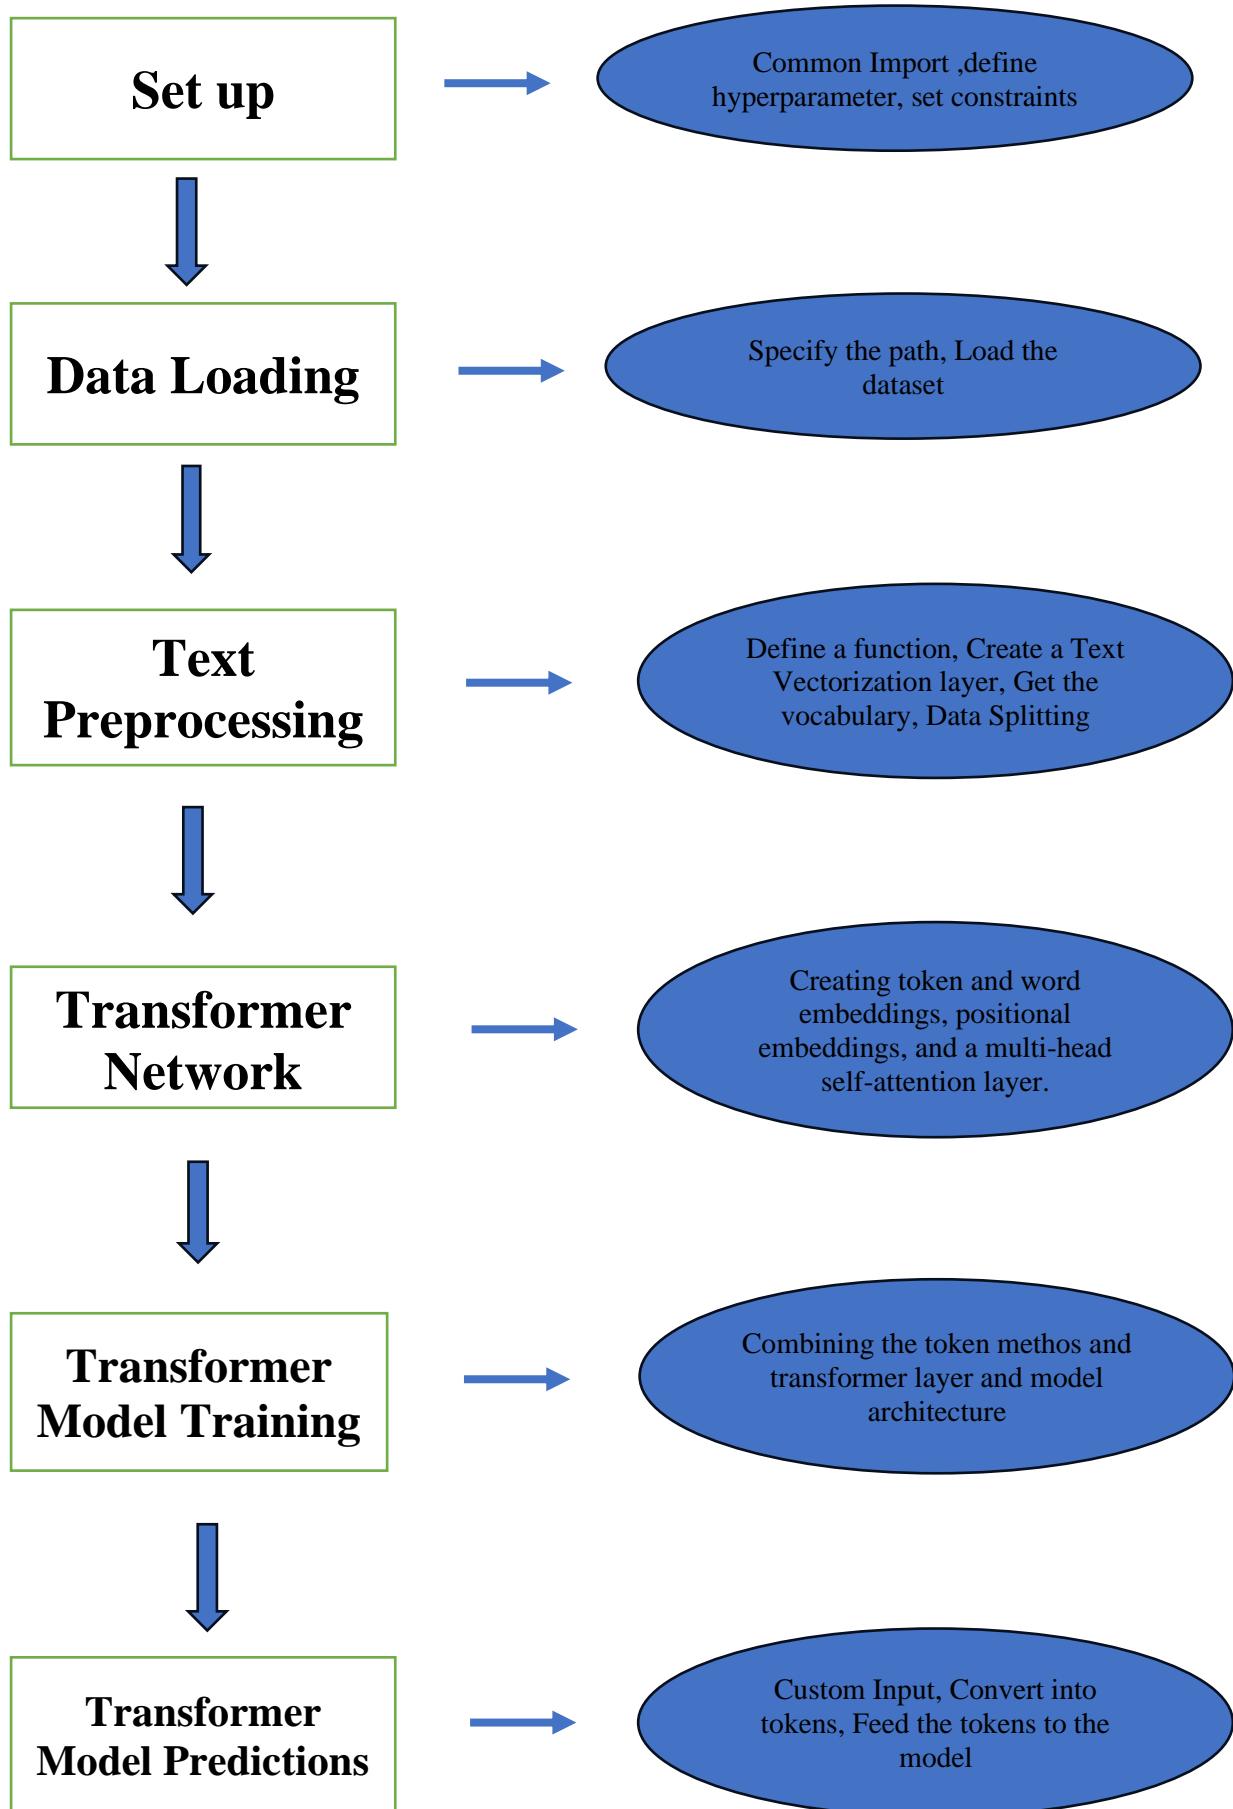 Set up
Common Import ,define
hyperparameter, set constraints
Data Loading
Specify the path, Load the
dataset
Text
Preprocessing
Define a function, Create a Text
Vectorization layer, Get the
vocabulary, Data Splitting
Transformer
Network
Creating token and word
embeddings, positional
embeddings, and a multi-head
self-attention layer.
Transformer
Model Training
Combining the token methos and
transformer layer and model
architecture
Transformer
Model Predictions
Custom Input, Convert into
tokens, Feed the tokens to the
model